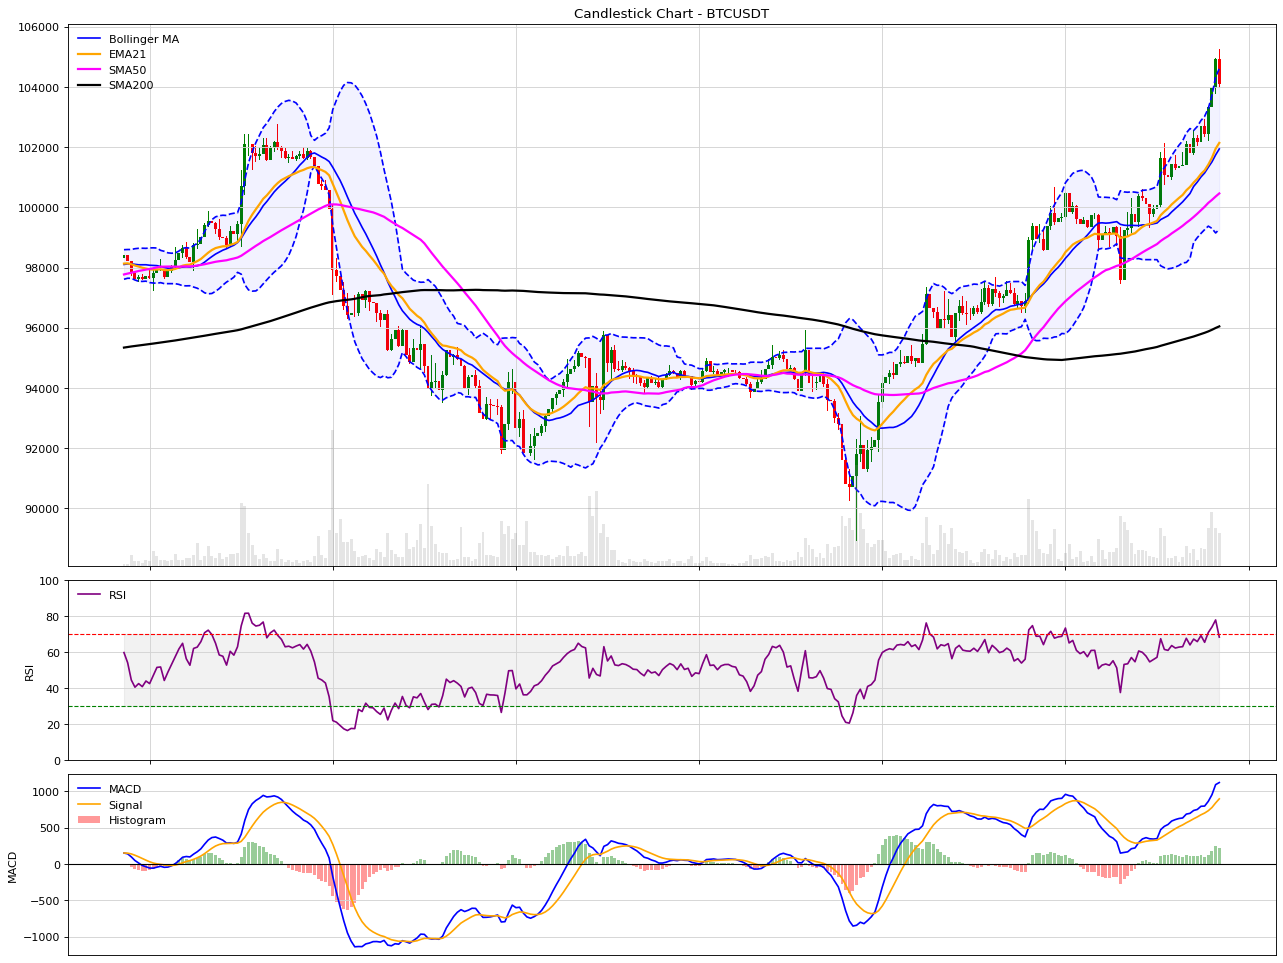 Candlestick Chart - BTCUSDT
106000
104000
102000
100000
98000
96000
94000
92000
90000
Bollinger MA
EMA21
SMA50
SMA200
100
80
60
40
20
0
RSI
RSI
1000
500
0
−500
−1000
MACD
MACD
Signal
Histogram